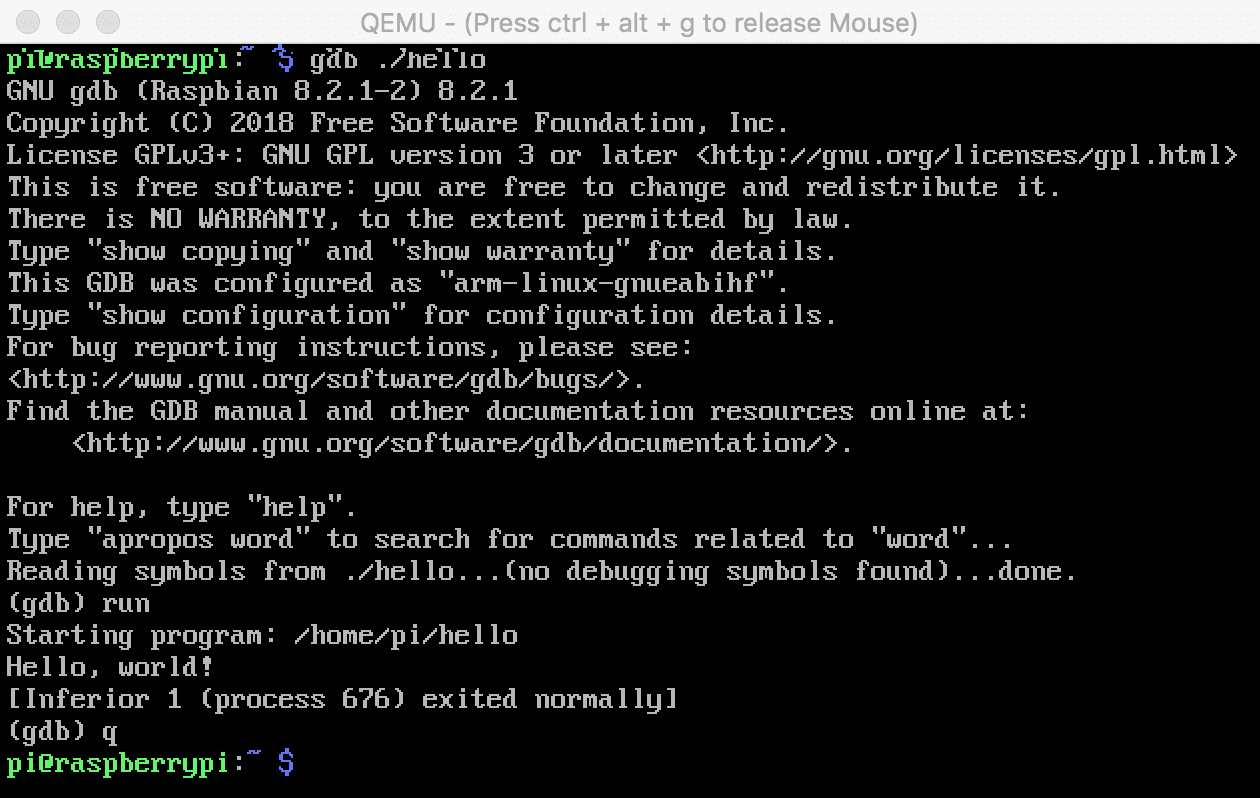 QEMU - (Press ctrl + alt + g to release Mouse)
pi@raspberrypi:~ $ gdb ./hello
GNU gdb (Raspbian 8.2.1-2) 8.2.1
Copyright (C) 2018 Free Software Foundation, Inc.
License GPLv3+: GNU GPL version 3 or later <http://gnu.org/licenses/gpl.html>
This is free software: you are free to change and redistribute it.
There is NO WARRANTY, to the extent permitted by law.
Type "show copying" and "show warranty" for details.
This GDB was configured as "arm-linux-gnueabihf".
Type "show configuration" for configuration details.
For bug reporting instructions, please see:
<http://www.gnu.org/software/gdb/bugs/>.
Find the GDB manual and other documentation resources online at:
    <http://www.gnu.org/software/gdb/documentation/>.

For help, type "help".
Type "apropos word" to search for commands related to "word"...
Reading symbols from ./hello...(no debugging symbols found)...done.
(gdb) run
Starting program: /home/pi/hello
Hello, world!
[Inferior 1 (process 676) exited normally]
(gdb) q
pi@raspberrypi:~ $